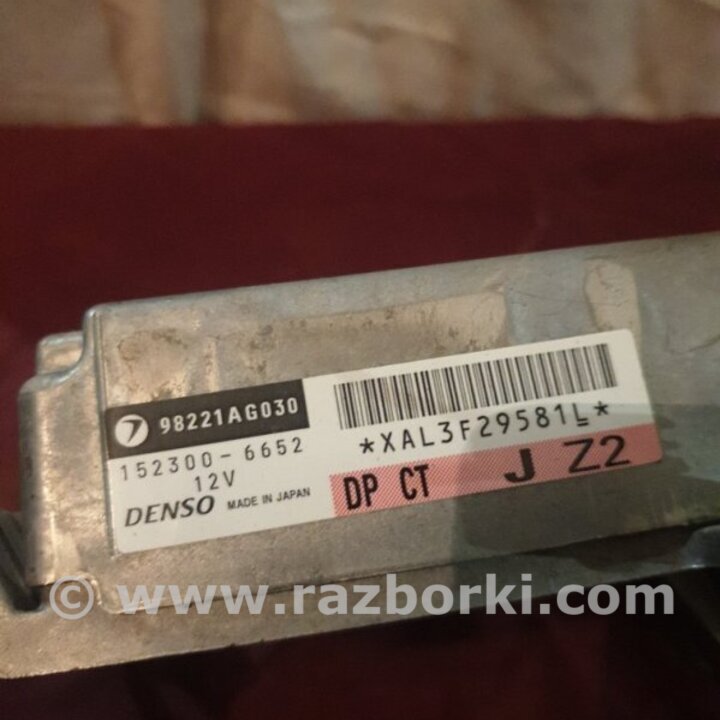 98221AG030
152300-6652
12V
DENSO MADE IN JAPAN
*XAL3F29581L*
DP CT J Z2
© www.razborki.com